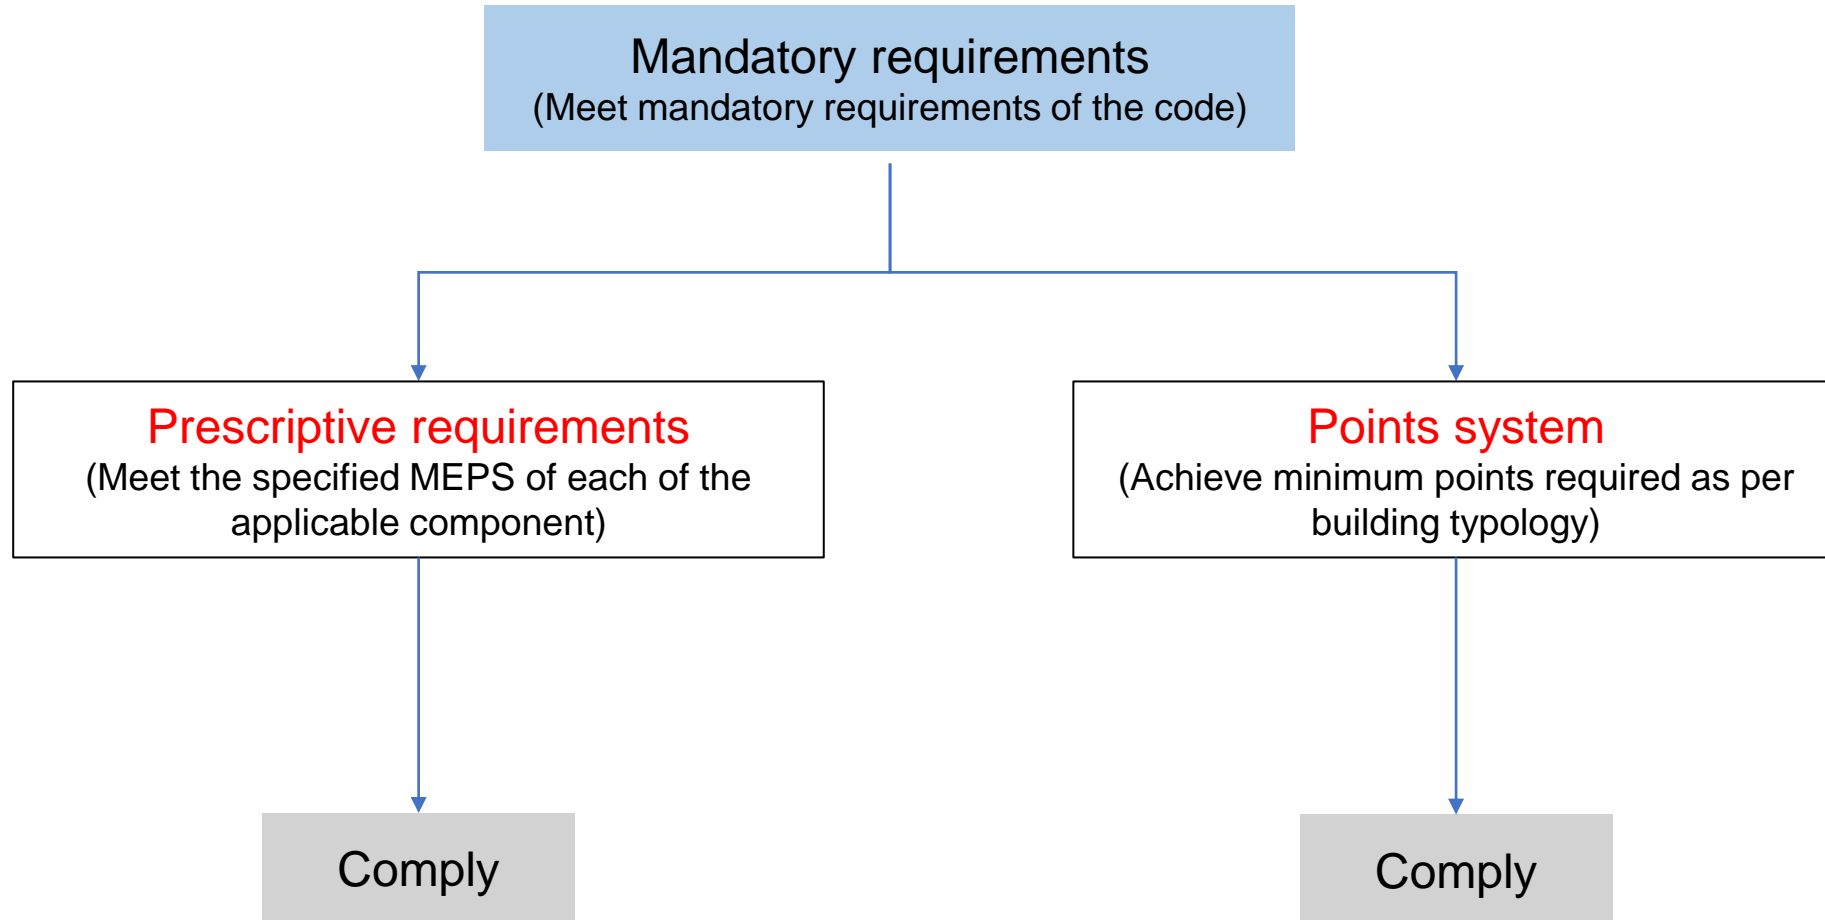 Mandatory requirements
(Meet mandatory requirements of the code)
Prescriptive requirements
(Meet the specified MEPS of each of the
applicable component)
Points system
(Achieve minimum points required as per
building typology)
Comply
Comply